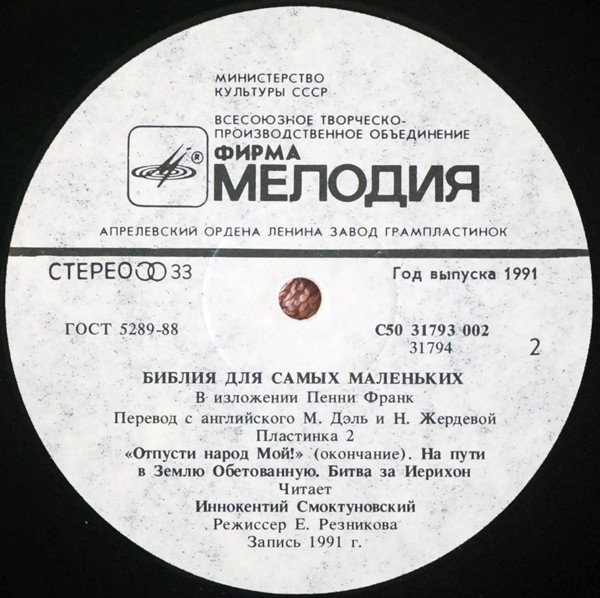 МИНИСТЕРСТВО
КУЛЬТУРЫ СССР
ВСЕСОЮЗНОЕ ТВОРЧЕСКО-
ПРОИЗВОДСТВЕННОЕ ОБЪЕДИНЕНИЕ
®
ФИРМА
МЕЛОДИЯ
АПРЕЛЕВСКИЙ ОРДЕНА ЛЕНИНА ЗАВОД ГРАМПЛАСТИНОК
СТЕРЕО 33
Год выпуска 1991
ГОСТ 5289-88
С50 31793 002
31794
2
БИБЛИЯ ДЛЯ САМЫХ МАЛЕНЬКИХ
В изложении Пенни Франк
Перевод с английского М. Дэль и Н. Жердевой
Пластинка 2
«Отпусти народ Мой!» (окончание). На пути
в Землю Обетованную. Битва за Иерихон
Читает
Иннокентий Смоктуновский
Режиссер Е. Резникова
Запись 1991 г.